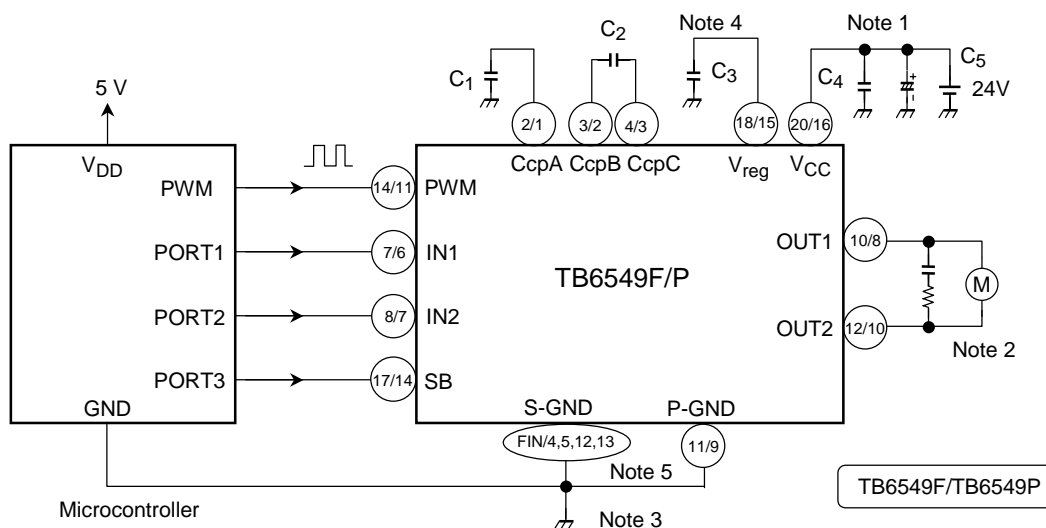 5 V
VDD
PWM
PORT1
PORT2
PORT3
GND
Microcontroller
C1
C2
Note 4
C3
Note 1
C4
+
-
C5
24V
2/1
3/2
4/3
18/15
20/16
CcpA
CcpB
CcpC
Vreg
VCC
14/11
PWM
7/6
IN1
8/7
IN2
17/14
SB
TB6549F/P
OUT1
10/8
OUT2
12/10
M
Note 2
S-GND
P-GND
FIN/4,5,12,13
11/9
Note 5
Note 3
TB6549F/TB6549P